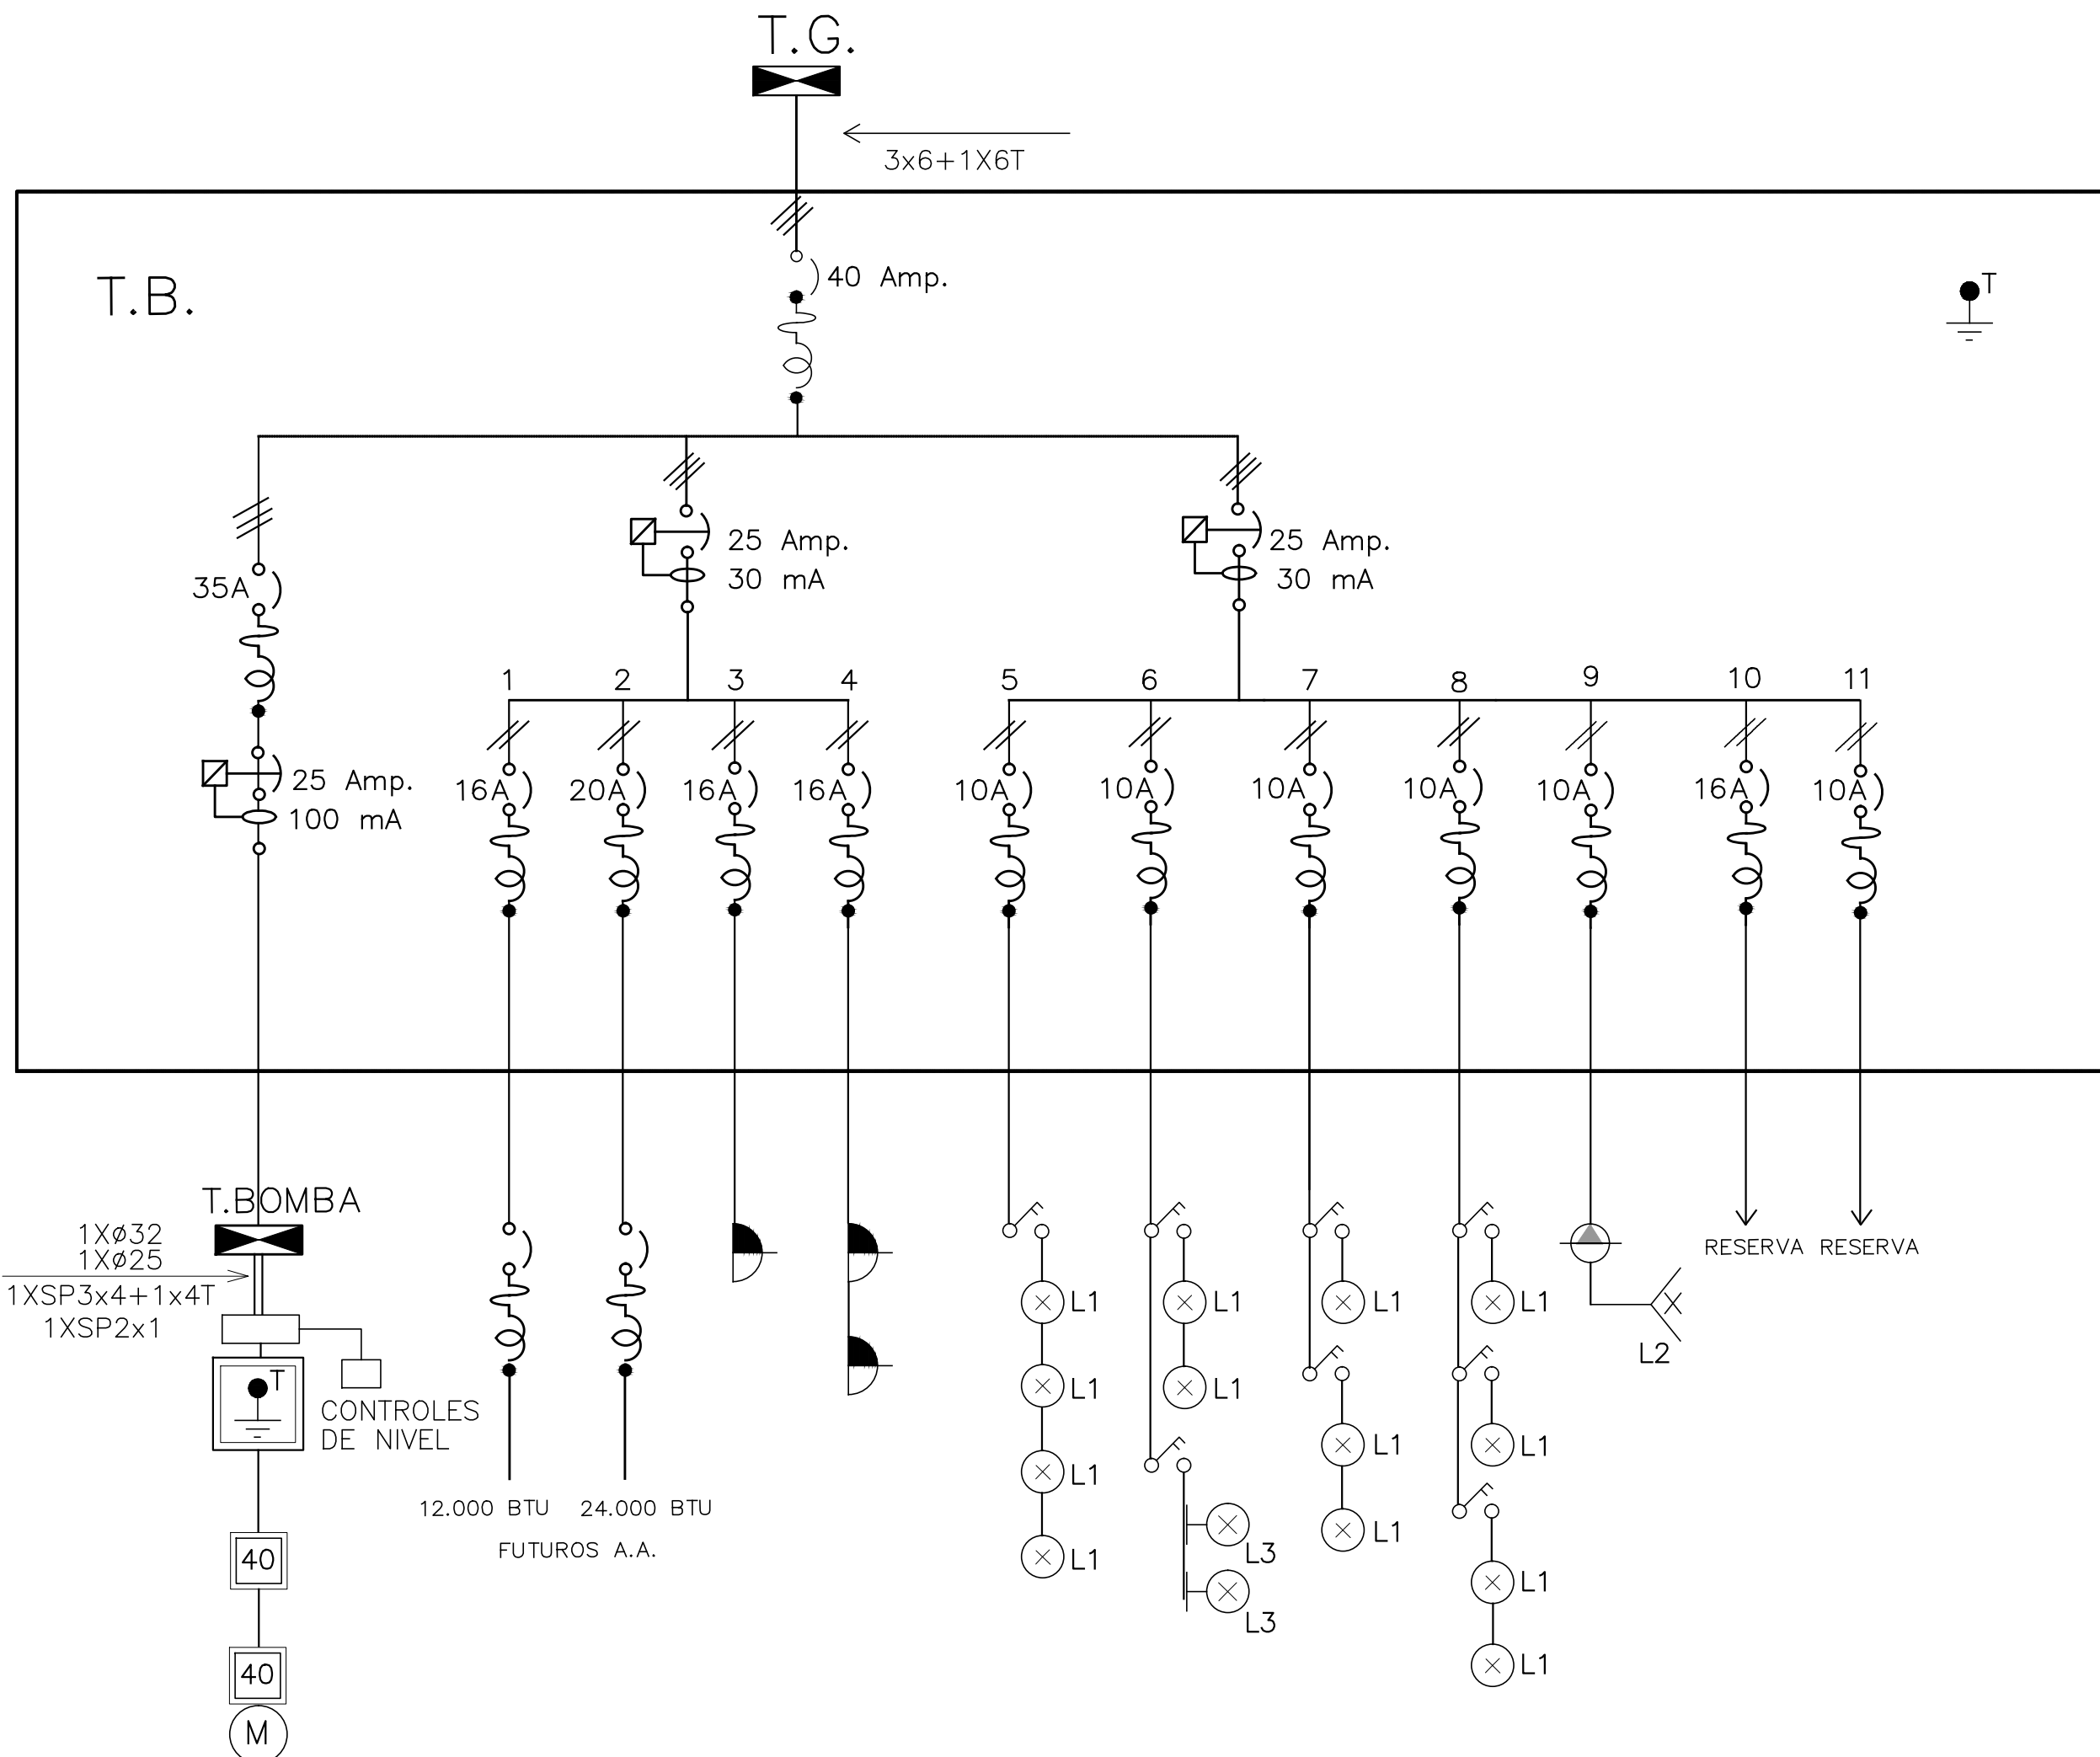 T.G.
3x6+1X6T
T.B.
40 Amp.
T
35A
25 Amp.
30 mA
25 Amp.
30 mA
1 2 3 4 5 6 7 8 9 10 11
25 Amp.
100 mA
16A 20A 16A 16A 10A 10A 10A 10A 10A 16A 10A
T.BOMBA
1Xø32
1Xø25
1XSP3x4+1x4T
1XSP2x1
T
CONTROLES
DE NIVEL
40
40
M
12.000 BTU 24.000 BTU
FUTUROS A.A.
L1
L1
L1
L1
L1
L1
L3
L3
L1
L1
L1
L1
L1
L1
L1
L2
RESERVA RESERVA